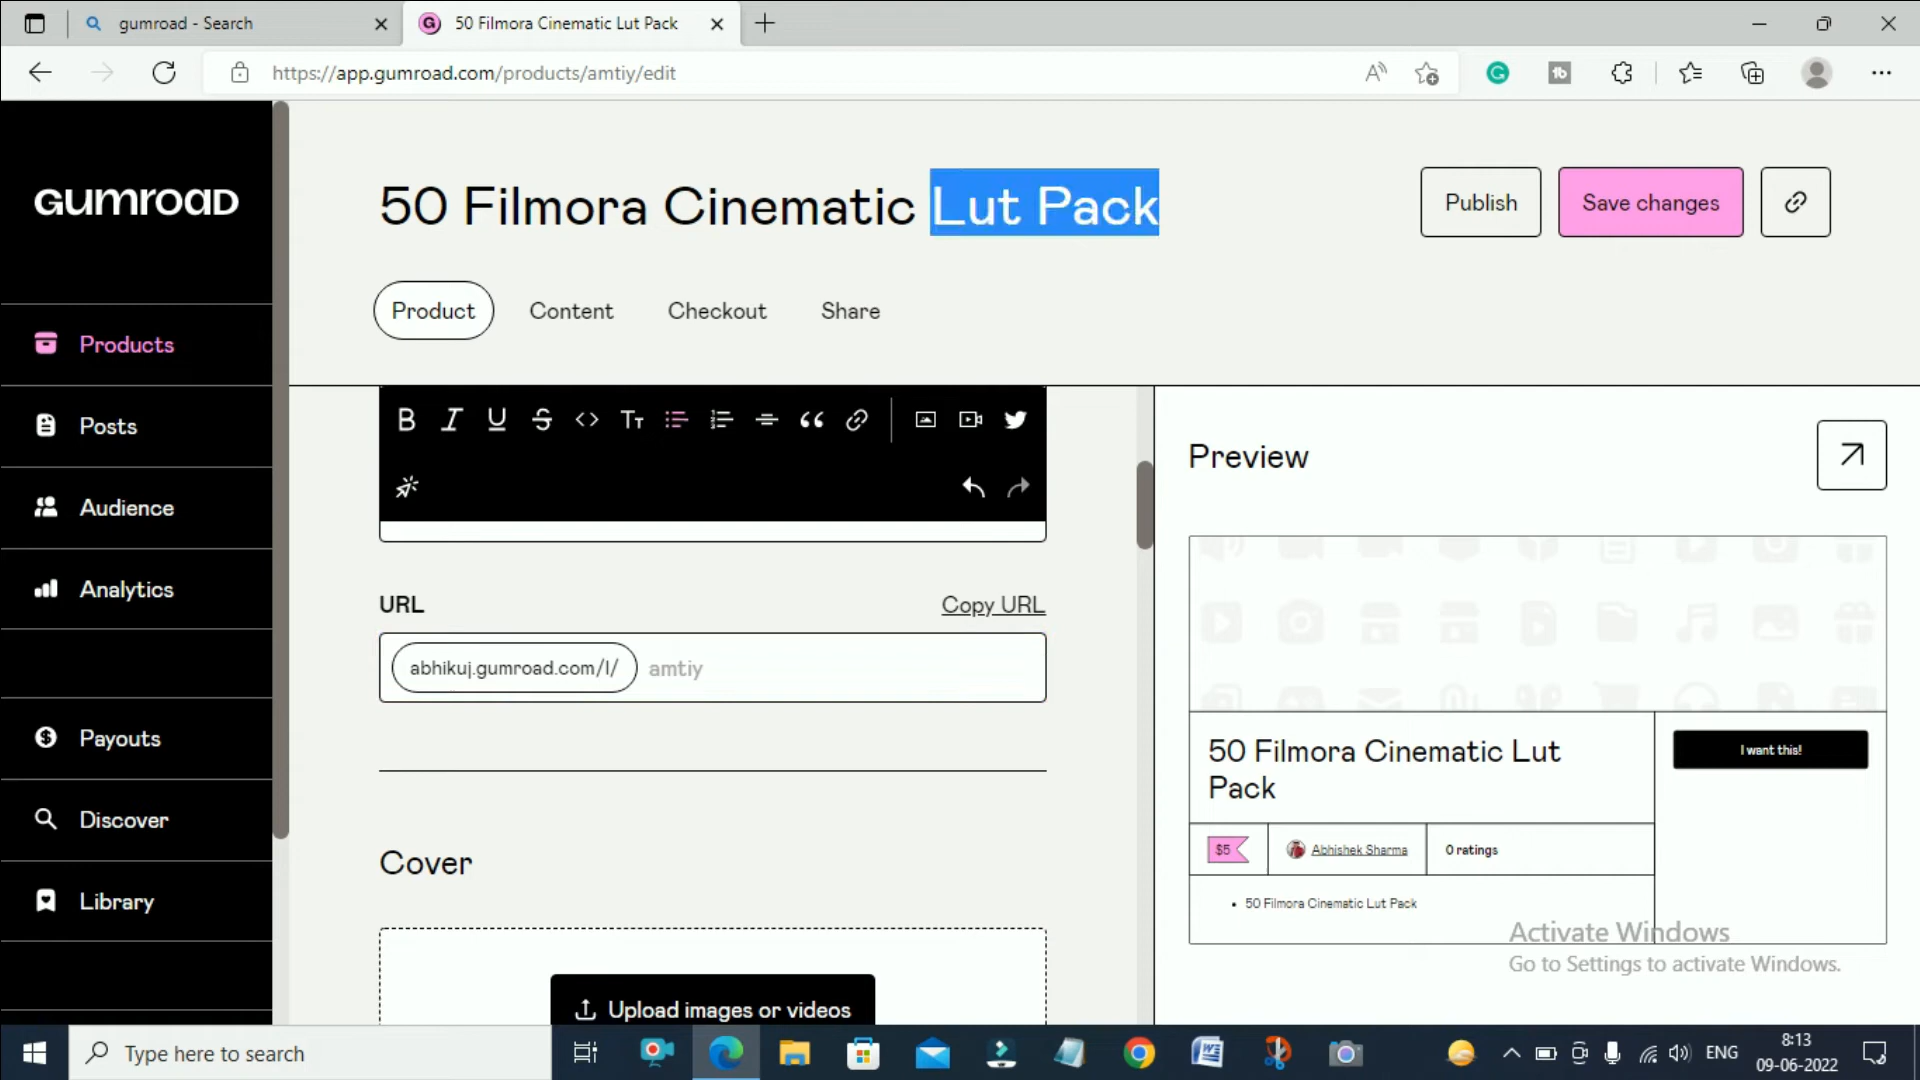 gumroad - Search
50 Filmora Cinematic Lut Pack
https://app.gumroad.com/products/amtiy/edit
GUMROAD
50 Filmora Cinematic Lut Pack
Publish
Save changes
Product
Content
Checkout
Share
Products
Posts
Audience
Analytics
Payouts
Discover
Library
URL
Copy URL
abhikuj.gumroad.com/l/ amtiy
Cover
Upload images or videos
Preview
50 Filmora Cinematic Lut
Pack
I want this!
$5
Abhishek Sharma
0 ratings
• 50 Filmora Cinematic Lut Pack
Activate Windows
Go to Settings to activate Windows.
Type here to search
ENG
8:13
09-06-2022